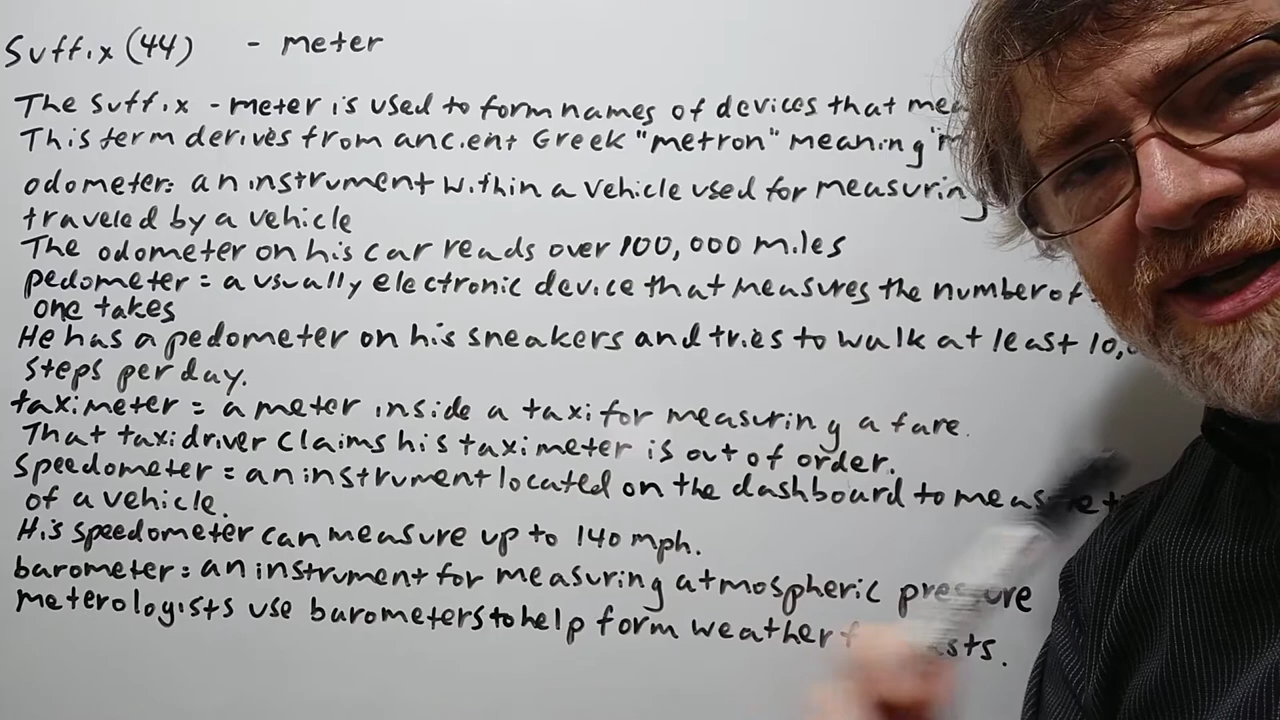 Suffix (44) - meter
The suffix -meter is used to form names of devices that
This term derives from ancient Greek "metron" meaning
odometer: an instrument within a vehicle used for measuring
traveled by a vehicle
The odometer on his car reads over 100,000 miles
pedometer = a usually electronic device that measures the number of
one takes
He has a pedometer on his sneakers and tries to walk at least
steps per day.
taximeter = a meter inside a taxi for measuring a fare.
That taxi driver claims his taximeter is out of order.
speedometer = an instrument located on the dashboard to
of a vehicle.
His speedometer can measure up to 140 mph.
barometer: an instrument for measuring atmospheric pressure
meterologists use barometers to help form weather